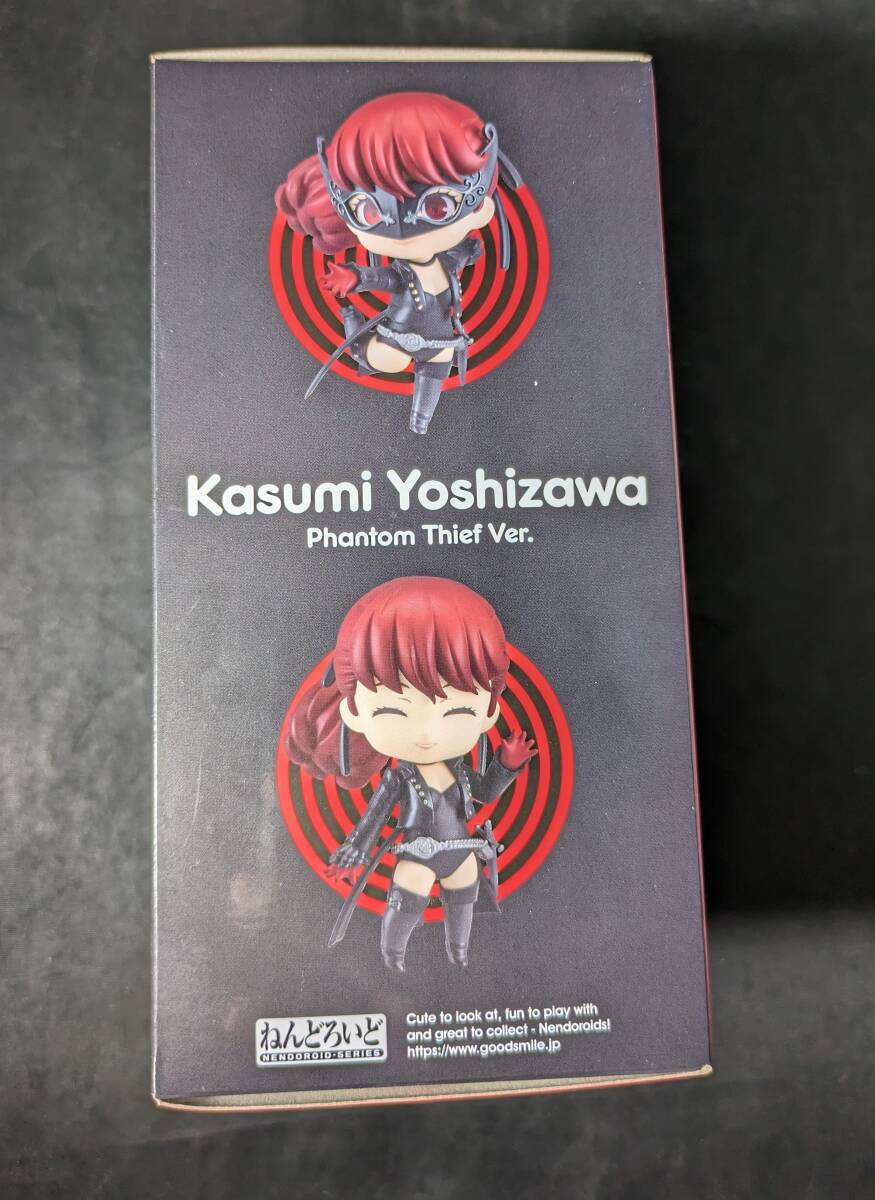 Kasumi Yoshizawa
Phantom Thief Ver.
ねんどろいど
NENDOROID・SERIES
Cute to look at, fun to play with
and great to collect - Nendoroids!
https://www.goodsmile.jp